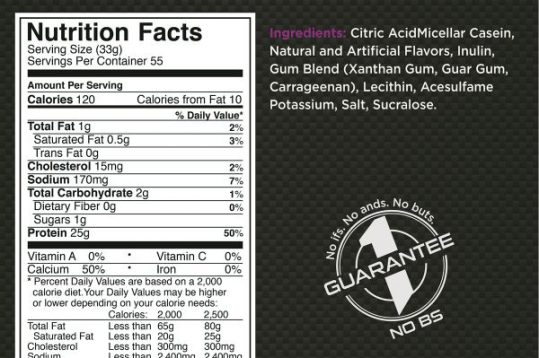 Nutrition Facts
Serving Size (33g)
Servings Per Container 55
Amount Per Serving
Calories 120 Calories from Fat 10
% Daily Value*
Total Fat 1g 2%
Saturated Fat 0.5g 3%
Trans Fat 0g
Cholesterol 15mg 2%
Sodium 170mg 7%
Total Carbohydrate 2g 1%
Dietary Fiber 0g 0%
Sugars 1g
Protein 25g 50%
Vitamin A 0% • Vitamin C 0%
Calcium 50% • Iron 0%
* Percent Daily Values are based on a 2,000
calorie diet.Your Daily Values may be higher
or lower depending on your calorie needs:
Calories: 2,000 2,500
Total Fat Less than 65g 80g
Saturated Fat Less than 20g 25g
Cholesterol Less than 300mg 300mg
Sodium Less than 2,400mg 2,400mg
Ingredients: Citric AcidMicellar Casein,
Natural and Artificial Flavors, Inulin,
Gum Blend (Xanthan Gum, Guar Gum,
Carrageenan), Lecithin, Acesulfame
Potassium, Salt, Sucralose.
No ifs. No ands. No buts.
1
GUARANTEE
NO BS